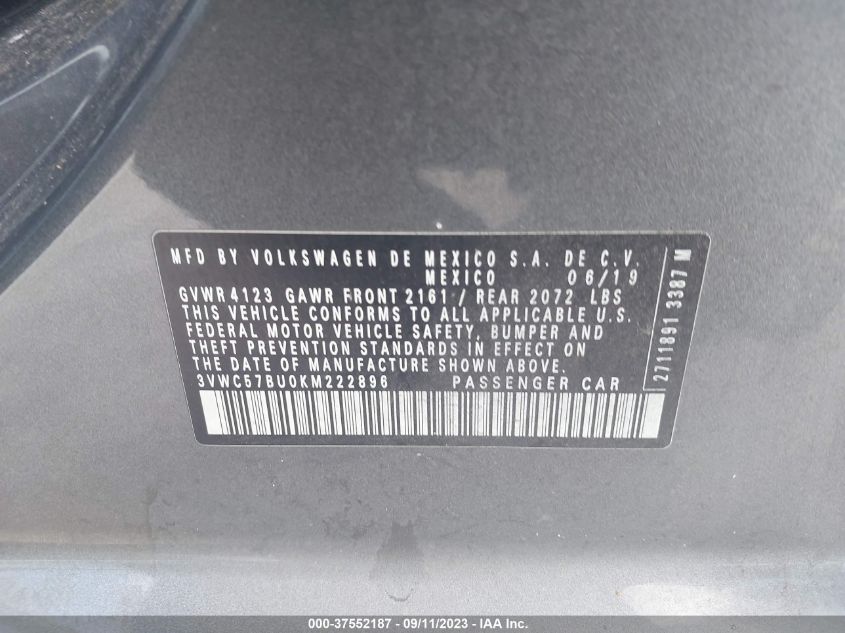 MFD BY VOLKSWAGEN DE MEXICO S.A. DE C.V.
MEXICO 06/19
GVWR 4123 GAWR FRONT 2161 / REAR 2072 LBS
THIS VEHICLE CONFORMS TO ALL APPLICABLE U.S.
FEDERAL MOTOR VEHICLE SAFETY, BUMPER AND
THEFT PREVENTION STANDARDS IN EFFECT ON
THE DATE OF MANUFACTURE SHOWN ABOVE.
3VWC57BU0KM222896 PASSENGER CAR
2711891 3387 M
000-37552187 - 09/11/2023 - IAA Inc.